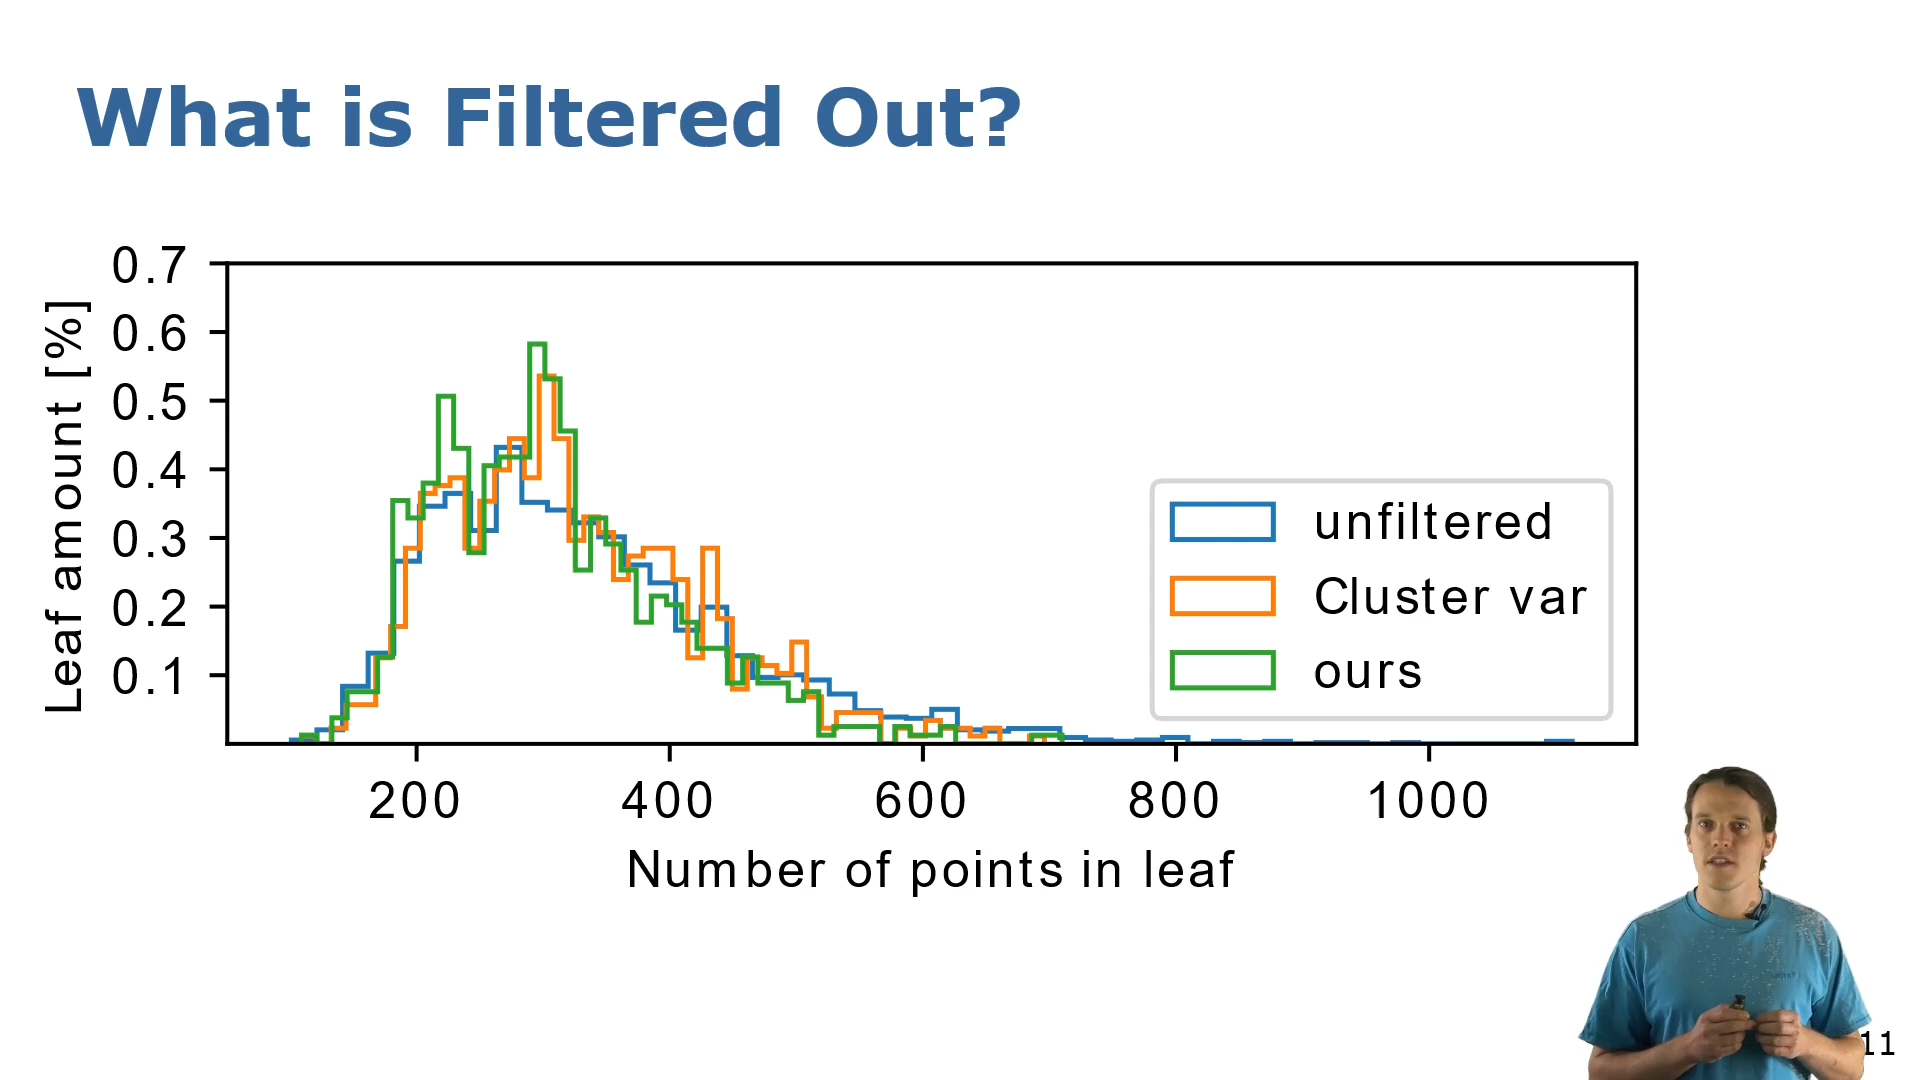 What is Filtered Out?
0.7
0.6
0.5
0.4
0.3
0.2
0.1
Leaf amount [%]
unfiltered
Cluster var
ours
200 400 600 800 1000
Number of points in leaf
11